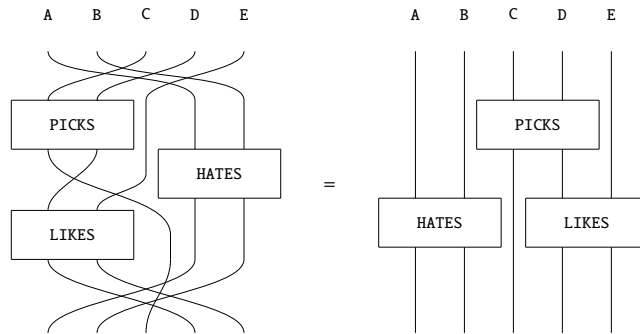 A B C D E A B C D E
PICKS PICKS
HATES
=
HATES LIKES
LIKES